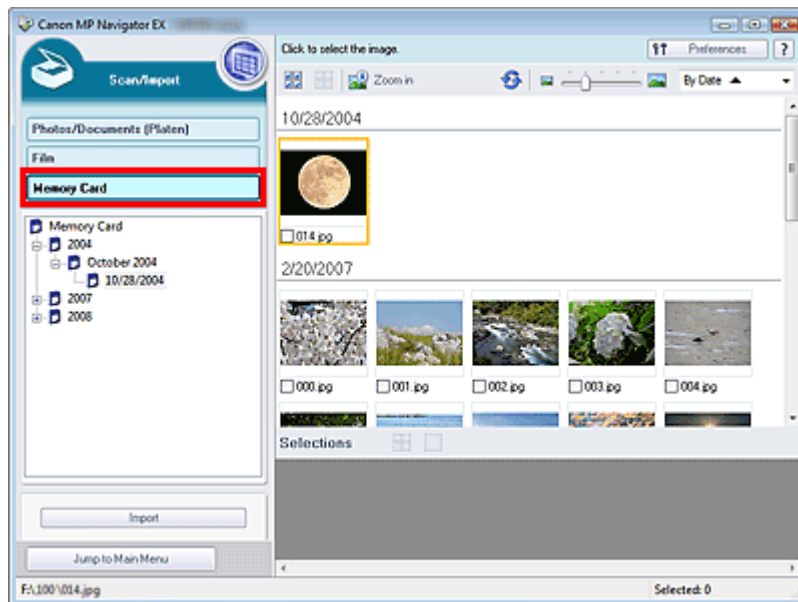 Canon MP Navigator EX
Scan/Import
Photos/Documents (Platen)
Film
Memory Card
Memory Card
2004
October 2004
10/28/2004
2007
2008
Import
Jump to Main Menu
Click to select the image.
Preferences
?
Zoom in
By Date
10/28/2004
014.jpg
2/20/2007
000.jpg
001.jpg
002.jpg
003.jpg
004.jpg
Selections
F:\100\014.jpg
Selected: 0